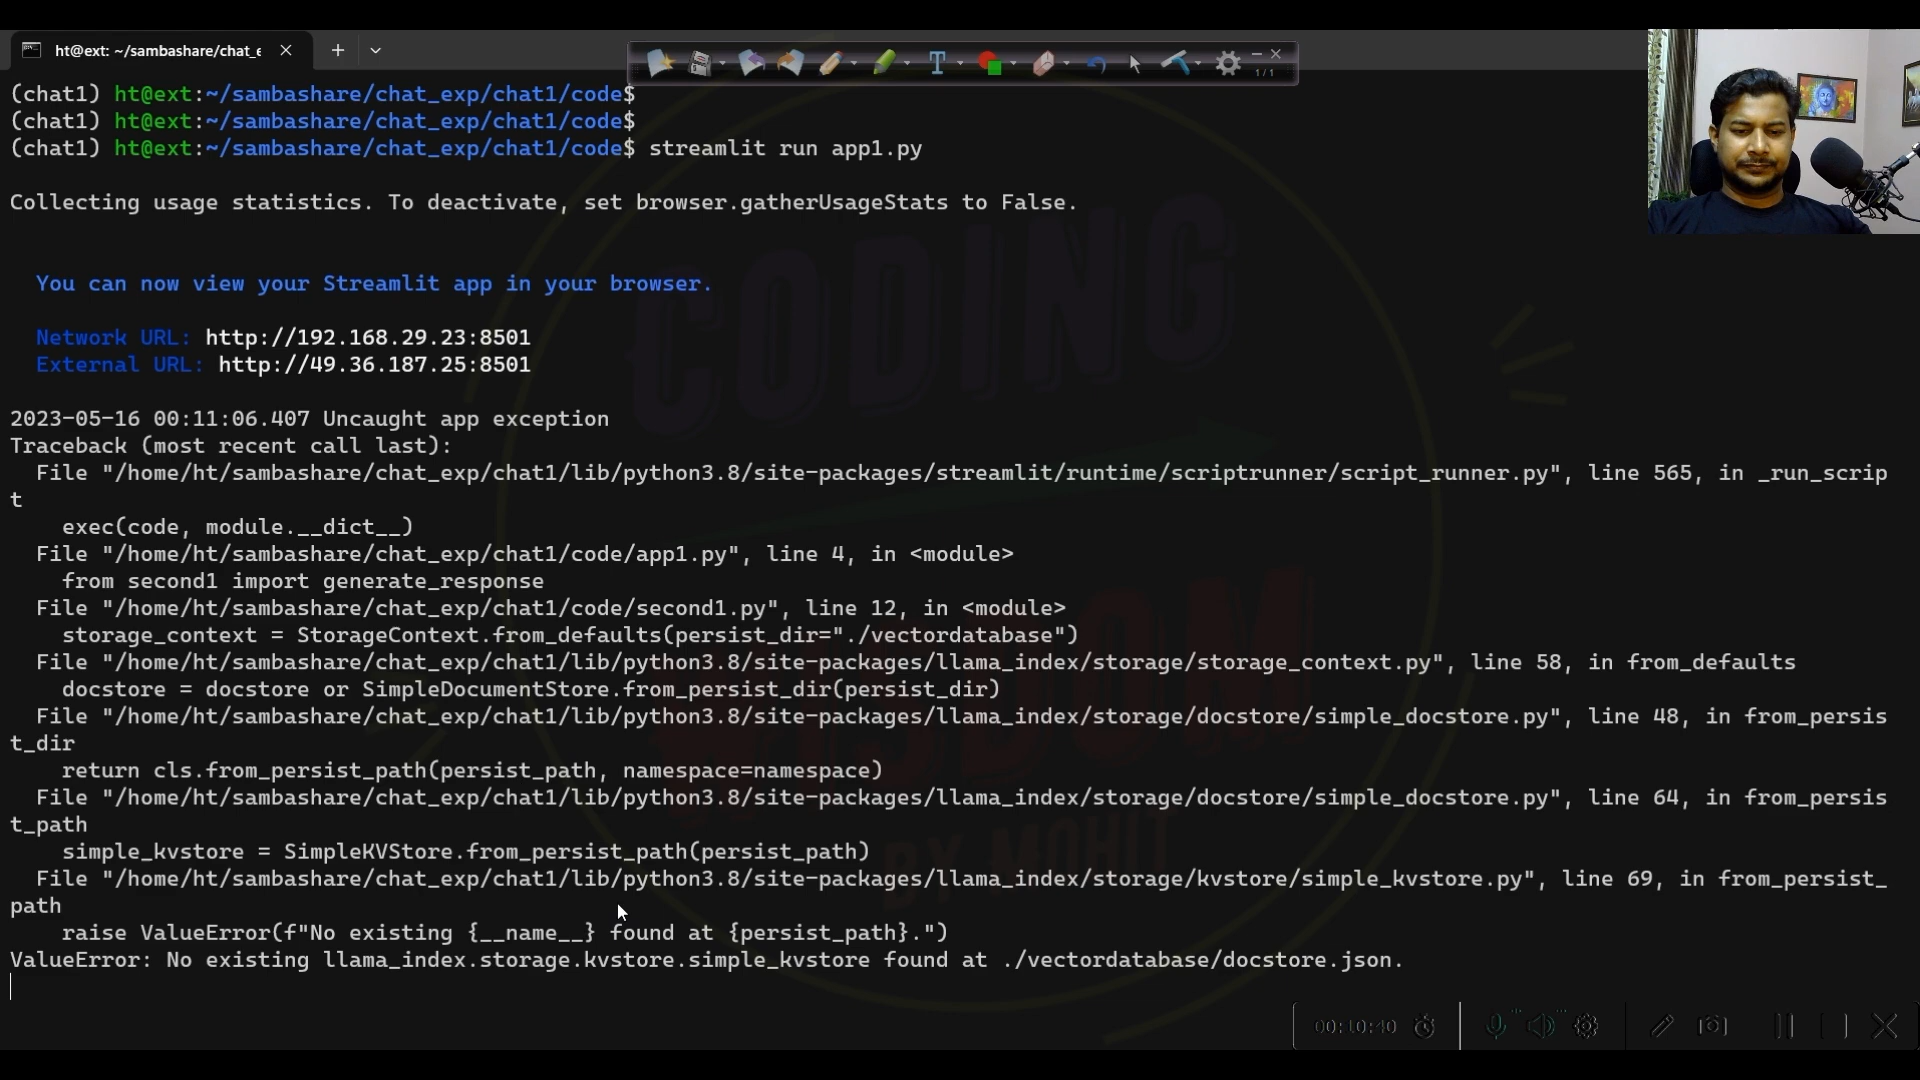 ht@ext: ~/sambashare/chat_e
1/1
(chat1) ht@ext:~/sambashare/chat_exp/chat1/code$
(chat1) ht@ext:~/sambashare/chat_exp/chat1/code$
(chat1) ht@ext:~/sambashare/chat_exp/chat1/code$ streamlit run app1.py
Collecting usage statistics. To deactivate, set browser.gatherUsageStats to False.
You can now view your Streamlit app in your browser.
Network URL: http://192.168.29.23:8501
External URL: http://49.36.187.25:8501
2023-05-16 00:11:06.407 Uncaught app exception
Traceback (most recent call last):
File "/home/ht/sambashare/chat_exp/chat1/lib/python3.8/site-packages/streamlit/runtime/scriptrunner/script_runner.py", line 565, in _run_scrip
t
exec(code, module.__dict__)
File "/home/ht/sambashare/chat_exp/chat1/code/app1.py", line 4, in <module>
from second1 import generate_response
File "/home/ht/sambashare/chat_exp/chat1/code/second1.py", line 12, in <module>
storage_context = StorageContext.from_defaults(persist_dir="./vectordatabase")
File "/home/ht/sambashare/chat_exp/chat1/lib/python3.8/site-packages/llama_index/storage/storage_context.py", line 58, in from_defaults
docstore = docstore or SimpleDocumentStore.from_persist_dir(persist_dir)
File "/home/ht/sambashare/chat_exp/chat1/lib/python3.8/site-packages/llama_index/storage/docstore/simple_docstore.py", line 48, in from_persis
t_dir
return cls.from_persist_path(persist_path, namespace=namespace)
File "/home/ht/sambashare/chat_exp/chat1/lib/python3.8/site-packages/llama_index/storage/docstore/simple_docstore.py", line 64, in from_persis
t_path
simple_kvstore = SimpleKVStore.from_persist_path(persist_path)
File "/home/ht/sambashare/chat_exp/chat1/lib/python3.8/site-packages/llama_index/storage/kvstore/simple_kvstore.py", line 69, in from_persist_
path
raise ValueError(f"No existing {__name__} found at {persist_path}.")
ValueError: No existing llama_index.storage.kvstore.simple_kvstore found at ./vectordatabase/docstore.json.
CODING
WISDOM
BY MOHIT
00:10:40